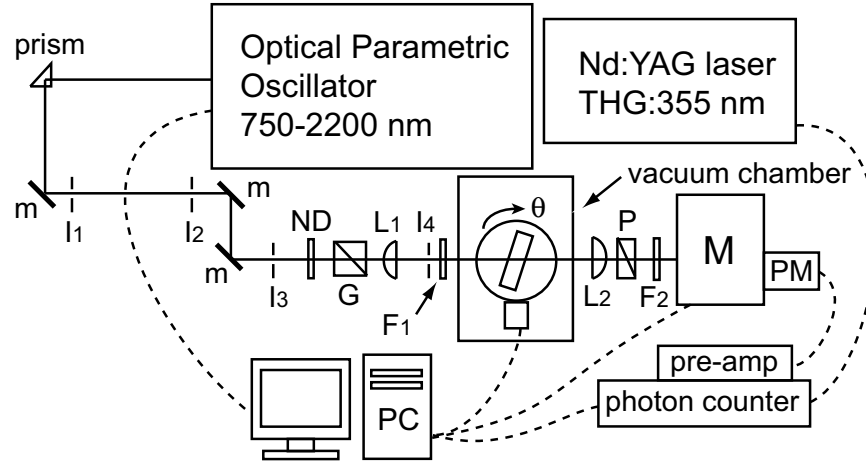 prism
Optical Parametric
Oscillator
750-2200 nm
Nd:YAG laser
THG:355 nm
m
I1
I2
m
m
I3
ND
G
L1
I4
F1
θ
vacuum chamber
L2
P
F2
M
PM
pre-amp
photon counter
PC